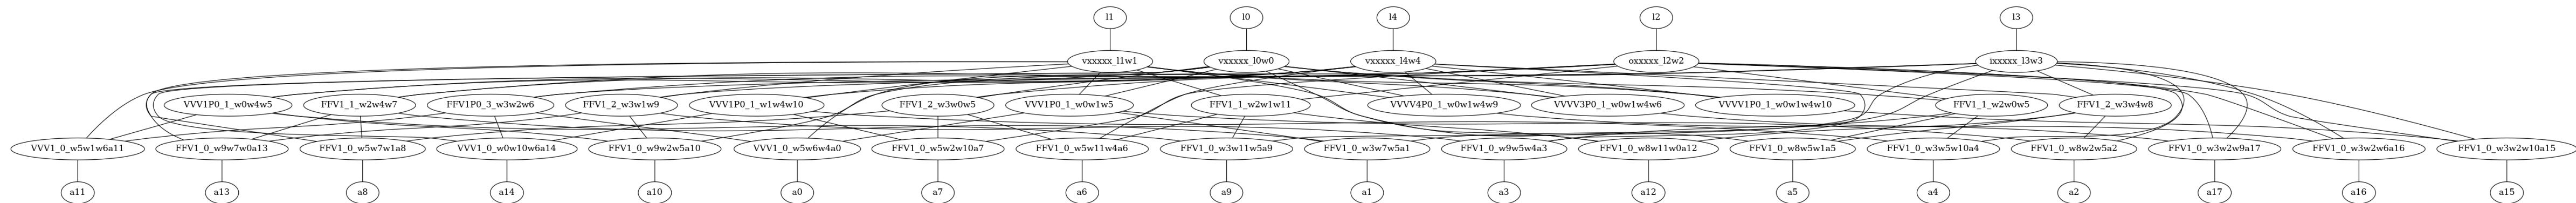 l1 l0 l4 l2 l3
vxxxxx_l1w1 vxxxxx_l0w0 vxxxxx_l4w4 oxxxxx_l2w2 ixxxxx_l3w3
VVV1P0_1_w0w4w5 FFV1_1_w2w4w7 FFV1P0_3_w3w2w6 FFV1_2_w3w1w9 VVV1P0_1_w1w4w10 FFV1_2_w3w0w5 VVV1P0_1_w0w1w5 FFV1_1_w2w1w11 VVVV4P0_1_w0w1w4w9 VVVV3P0_1_w0w1w4w6 VVVV1P0_1_w0w1w4w10 FFV1_1_w2w0w5 FFV1_2_w3w4w8
VVV1_0_w5w1w6a11 FFV1_0_w9w7w0a13 FFV1_0_w5w7w1a8 VVV1_0_w0w10w6a14 FFV1_0_w9w2w5a10 VVV1_0_w5w6w4a0 FFV1_0_w5w2w10a7 FFV1_0_w5w11w4a6 FFV1_0_w3w11w5a9 FFV1_0_w3w7w5a1 FFV1_0_w9w5w4a3 FFV1_0_w8w11w0a12 FFV1_0_w8w5w1a5 FFV1_0_w3w5w10a4 FFV1_0_w8w2w5a2 FFV1_0_w3w2w9a17 FFV1_0_w3w2w6a16 FFV1_0_w3w2w10a15
a11 a13 a8 a14 a10 a0 a7 a6 a9 a1 a3 a12 a5 a4 a2 a17 a16 a15